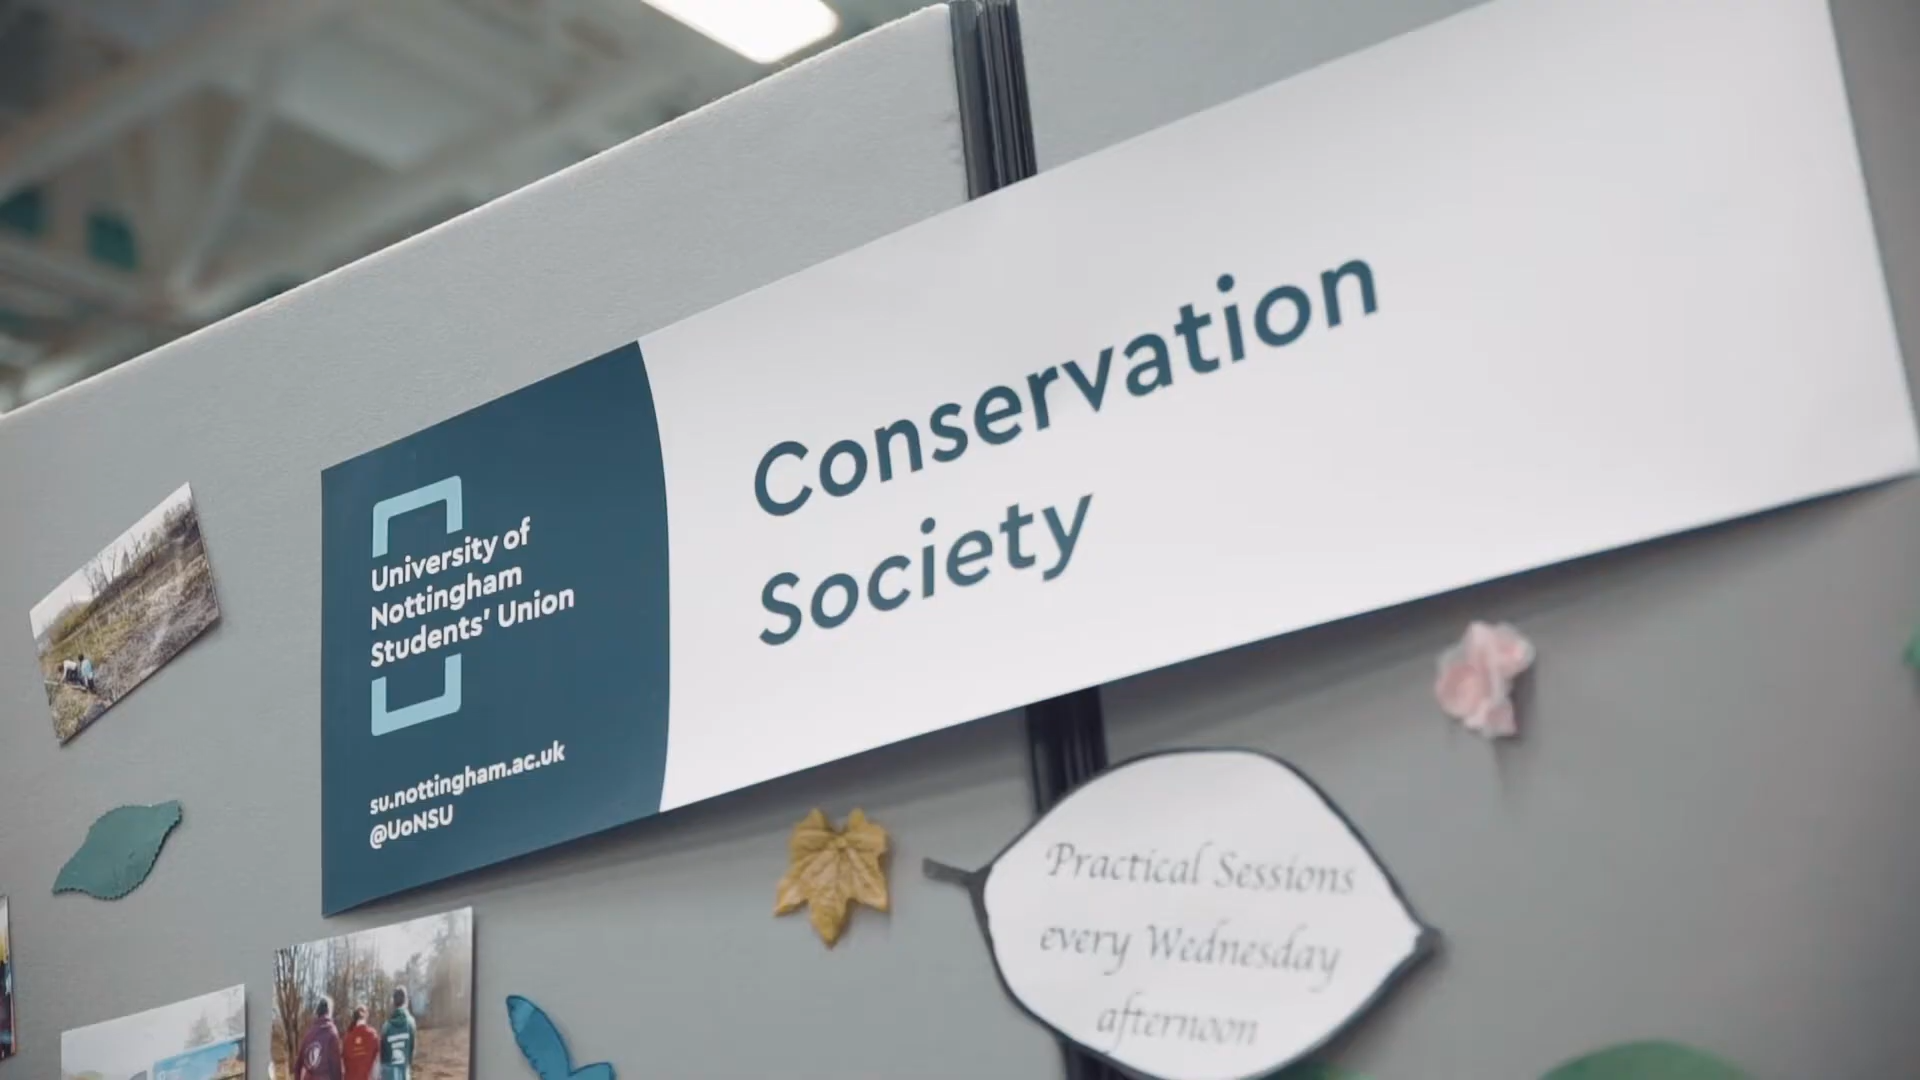 University of
Nottingham
Students' Union
su.nottingham.ac.uk
@UoNSU
Conservation
Society
Practical Sessions
every Wednesday
afternoon